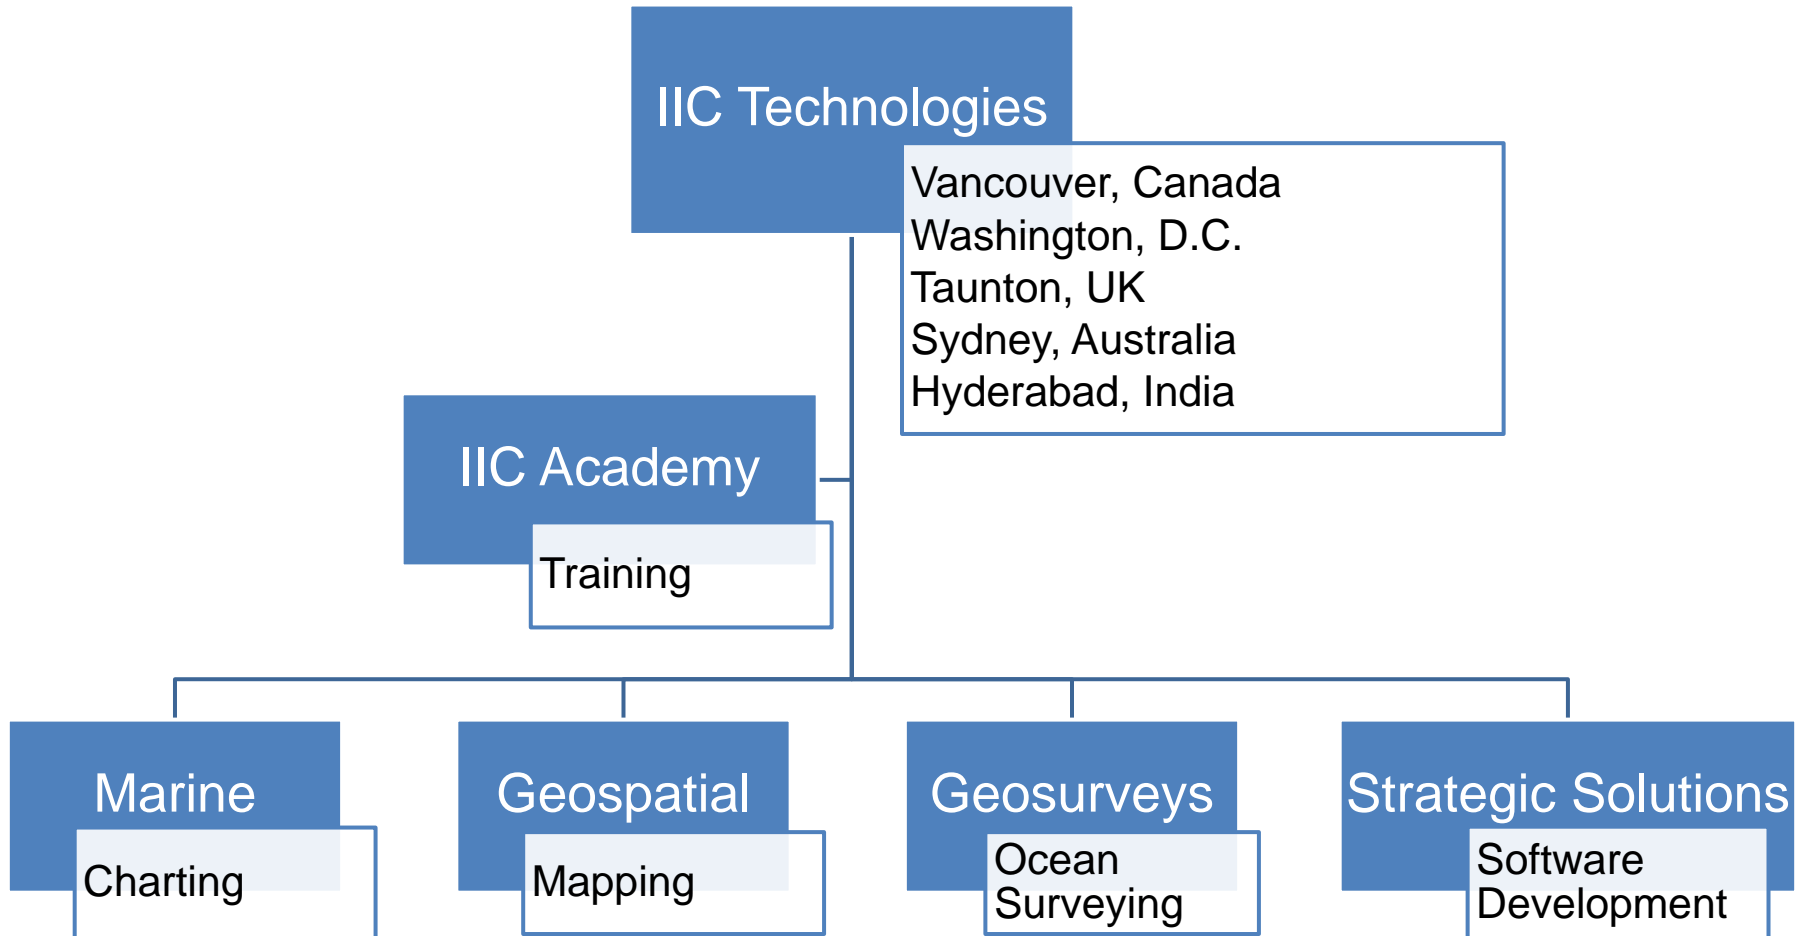 IIC Technologies
Vancouver, Canada
Washington, D.C.
Taunton, UK
Sydney, Australia
Hyderabad, India
IIC Academy
Training
Marine
Charting
Geospatial
Mapping
Geosurveys
Ocean
Surveying
Strategic Solutions
Software
Development